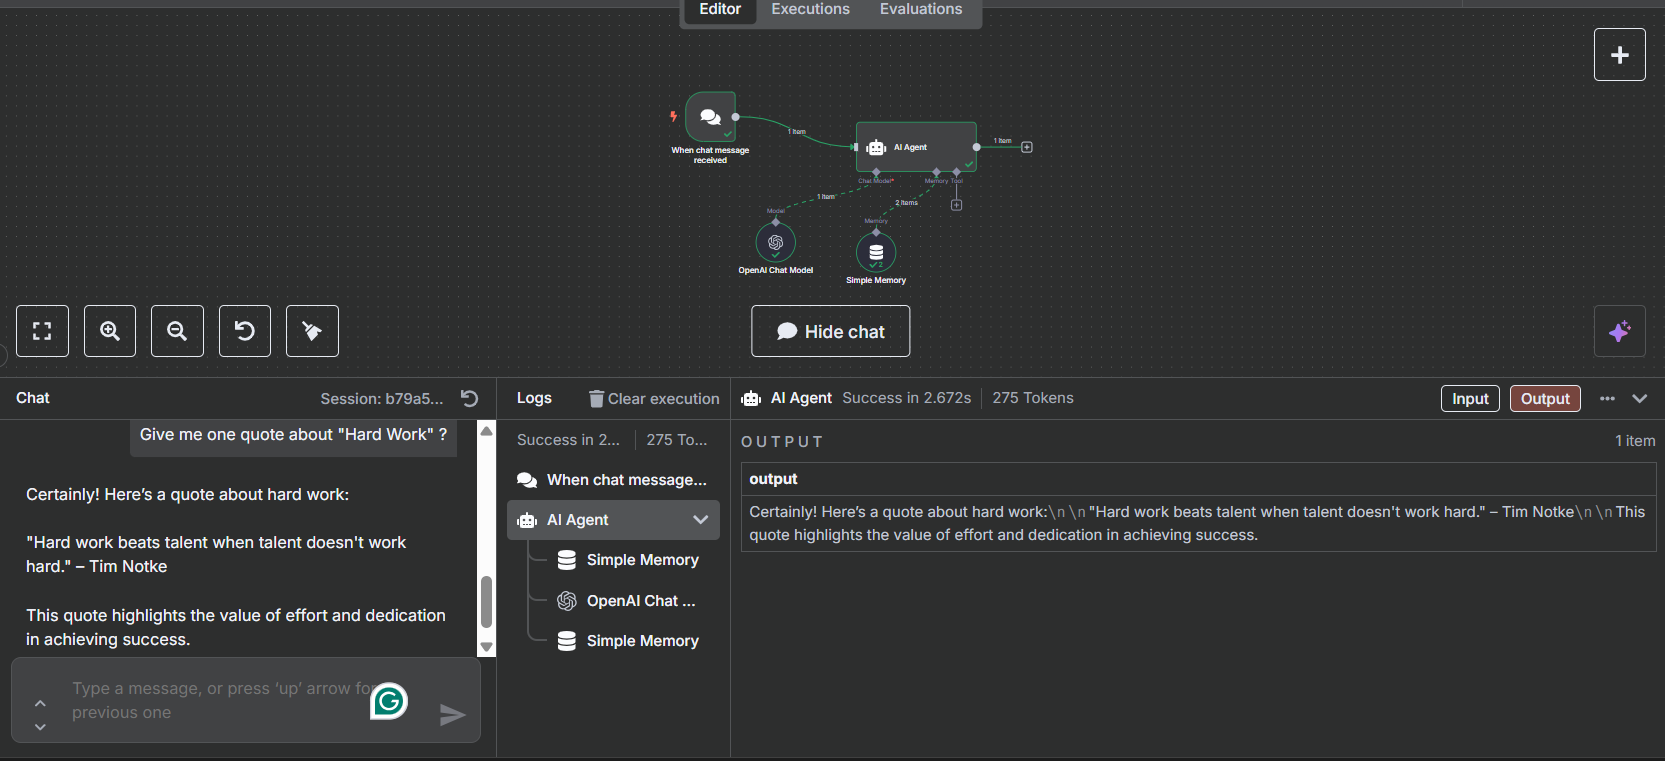 Editor Executions Evaluations
1 item
When chat message
received
AI Agent
1 item
Chat Model*
Memory Tool
1 item
2 items
Model
Memory
OpenAI Chat Model
2
Simple Memory
Hide chat
Chat
Session: b79a5...
Give me one quote about "Hard Work" ?
Certainly! Here’s a quote about hard work:
"Hard work beats talent when talent doesn't work
hard." – Tim Notke
This quote highlights the value of effort and dedication
in achieving success.
Type a message, or press ‘up’ arrow for
previous one
Logs
Clear execution
Success in 2... 275 To...
When chat message...
AI Agent
Simple Memory
OpenAI Chat ...
Simple Memory
AI Agent Success in 2.672s 275 Tokens
Input Output
OUTPUT
1 item
output
Certainly! Here’s a quote about hard work:\n \n "Hard work beats talent when talent doesn't work hard." – Tim Notke\n \n This
quote highlights the value of effort and dedication in achieving success.